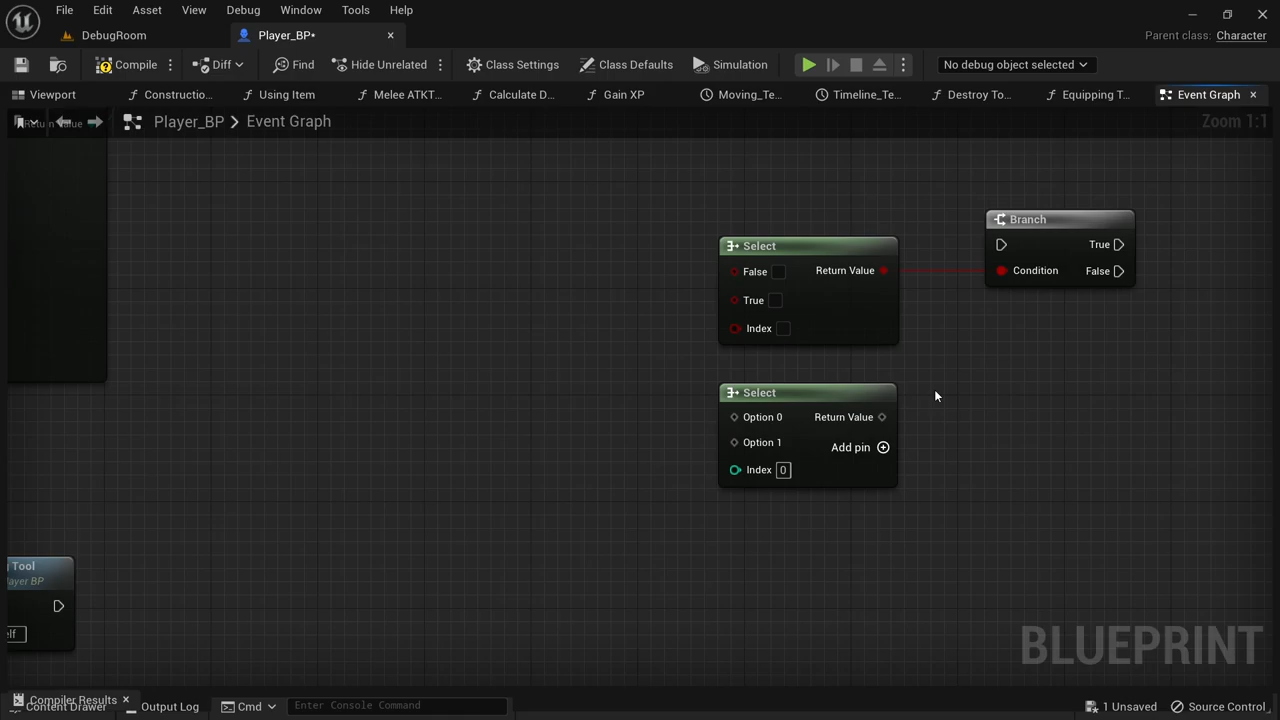 File Edit Asset View Debug Window Tools Help
DebugRoom Player_BP• Parent class: Character
Compile Diff Find Hide Unrelated Class Settings Class Defaults Simulation No debug object selected
Viewport Constructio... Using Item Melee ATKT... Calculate D... Gain XP Moving_Te... Timeline_Te... Destroy To... Equipping T... Event Graph
Return Value
Player_BP > Event Graph
Zoom 1:1
Branch
True
Condition False
Select
False Return Value
True
Index
Select
Option 0 Return Value
Option 1 Add pin
Index 0
g Tool
layer BP
elf
BLUEPRINT
Compiler Results
Content Drawer Output Log Cmd Enter Console Command 1 Unsaved Source Control